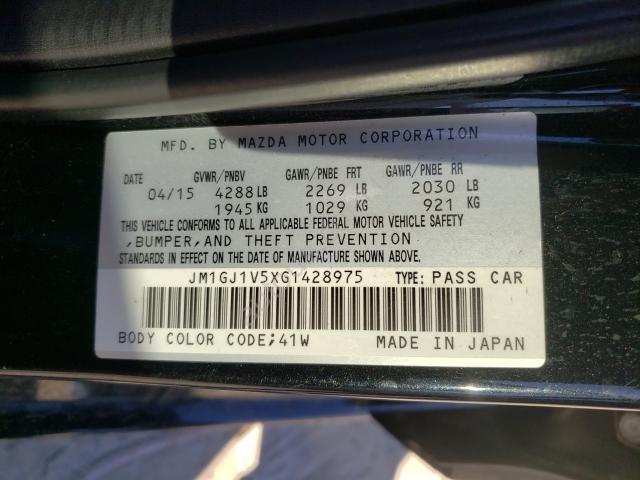 MFD. BY MAZDA MOTOR CORPORATION
DATE GVWR/PNBV GAWR/PNBE FRT GAWR/PNBE RR
04/15 4288 LB 2269 LB 2030 LB
1945 KG 1029 KG 921 KG
THIS VEHICLE CONFORMS TO ALL APPLICABLE FEDERAL MOTOR VEHICLE SAFETY
,BUMPER,AND THEFT PREVENTION
STANDARDS IN EFFECT ON THE DATE OF MANUFACTURE SHOWN ABOVE.
JM1GJ1V5XG1428975 TYPE: PASS CAR
BODY COLOR CODE;41W MADE IN JAPAN